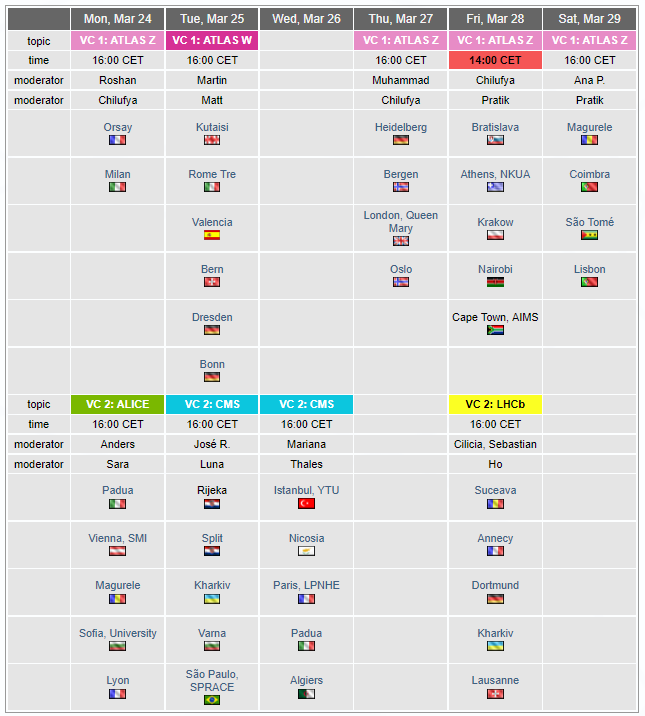 Mon, Mar 24 Tue, Mar 25 Wed, Mar 26 Thu, Mar 27 Fri, Mar 28 Sat, Mar 29
topic VC 1: ATLAS Z VC 1: ATLAS W VC 1: ATLAS Z VC 1: ATLAS Z VC 1: ATLAS Z
time 16:00 CET 16:00 CET 16:00 CET 14:00 CET 16:00 CET
moderator Roshan Martin Muhammad Chilufya Ana P.
moderator Chilufya Matt Chilufya Pratik Pratik
Orsay Kutaisi Heidelberg Bratislava Magurele
Milan Rome Tre Bergen Athens, NKUA Coimbra
Valencia London, Queen Mary Krakow São Tomé
Bern Oslo Nairobi Lisbon
Dresden Cape Town, AIMS
Bonn
topic VC 2: ALICE VC 2: CMS VC 2: CMS VC 2: LHCb
time 16:00 CET 16:00 CET 16:00 CET 16:00 CET
moderator Anders José R. Mariana Cilicia, Sebastian
moderator Sara Luna Thales Ho
Padua Rijeka Istanbul, YTU Suceava
Vienna, SMI Split Nicosia Annecy
Magurele Kharkiv Paris, LPNHE Dortmund
Sofia, University Varna Padua Kharkiv
Lyon São Paulo, SPRACE Algiers Lausanne